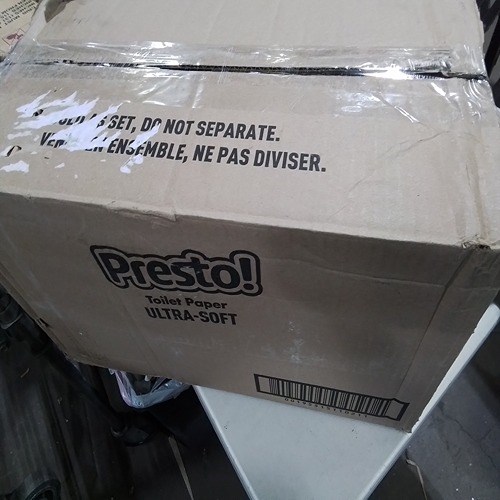 SET, DO NOT SEPARATE.
ENSEMBLE, NE PAS DIVISER.
Presto!
Toilet Paper
ULTRA-SOFT